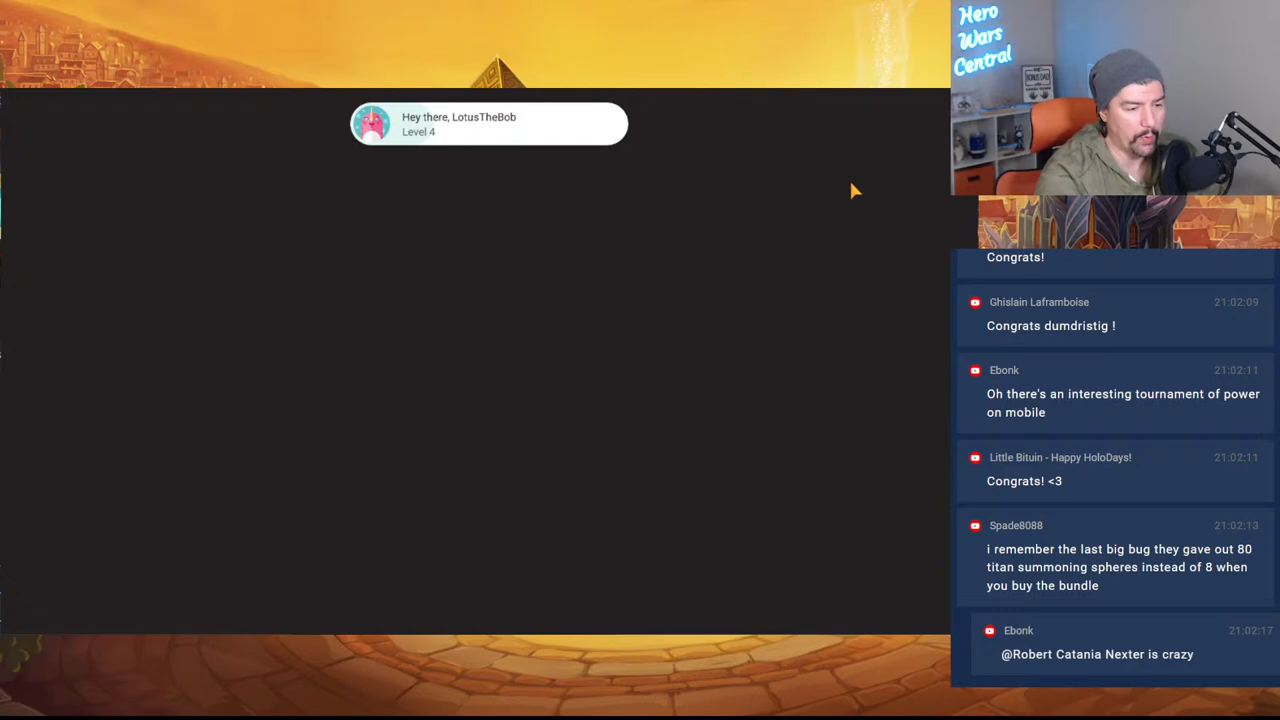 Hero
Wars
Central
Hey there, LotusTheBob
Level 4
Congrats!
Ghislain Laframboise 21:02:09
Congrats dumdristig !
Ebonk 21:02:11
Oh there's an interesting tournament of power
on mobile
Little Bituin - Happy HoloDays! 21:02:11
Congrats! <3
Spade8088 21:02:13
i remember the last big bug they gave out 80
titan summoning spheres instead of 8 when
you buy the bundle
Ebonk 21:02:17
@Robert Catania Nexter is crazy